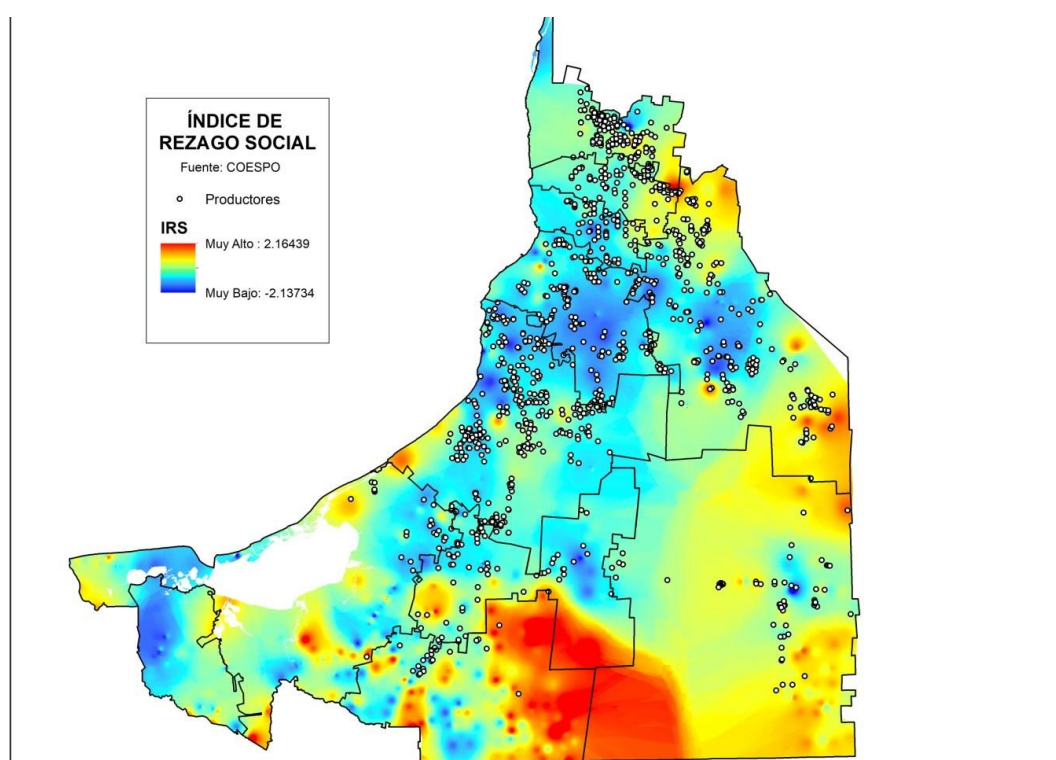 ÍNDICE DE
REZAGO SOCIAL
Fuente: COESPO
Productores
IRS
Muy Alto : 2.16439
Muy Bajo: -2.13734